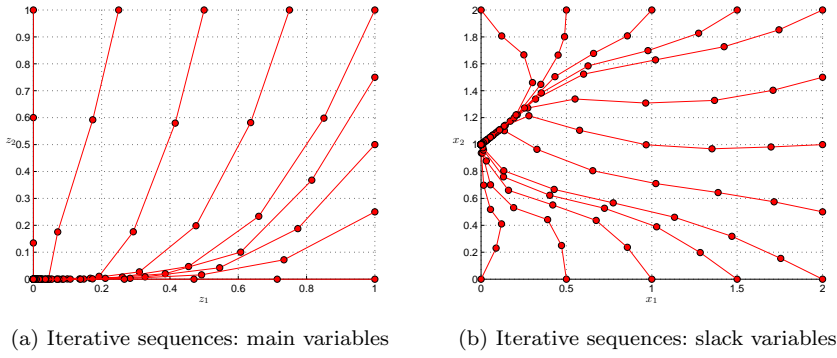 1
0.9
0.8
0.7
0.6
z2
0.5
0.4
0.3
0.2
0.1
0
0 0.2 0.4 0.6 0.8 1
z1
2
1.8
1.6
1.4
1.2
x2
1
0.8
0.6
0.4
0.2
0
0 0.5 1 1.5 2
x1
(a) Iterative sequences: main variables
(b) Iterative sequences: slack variables